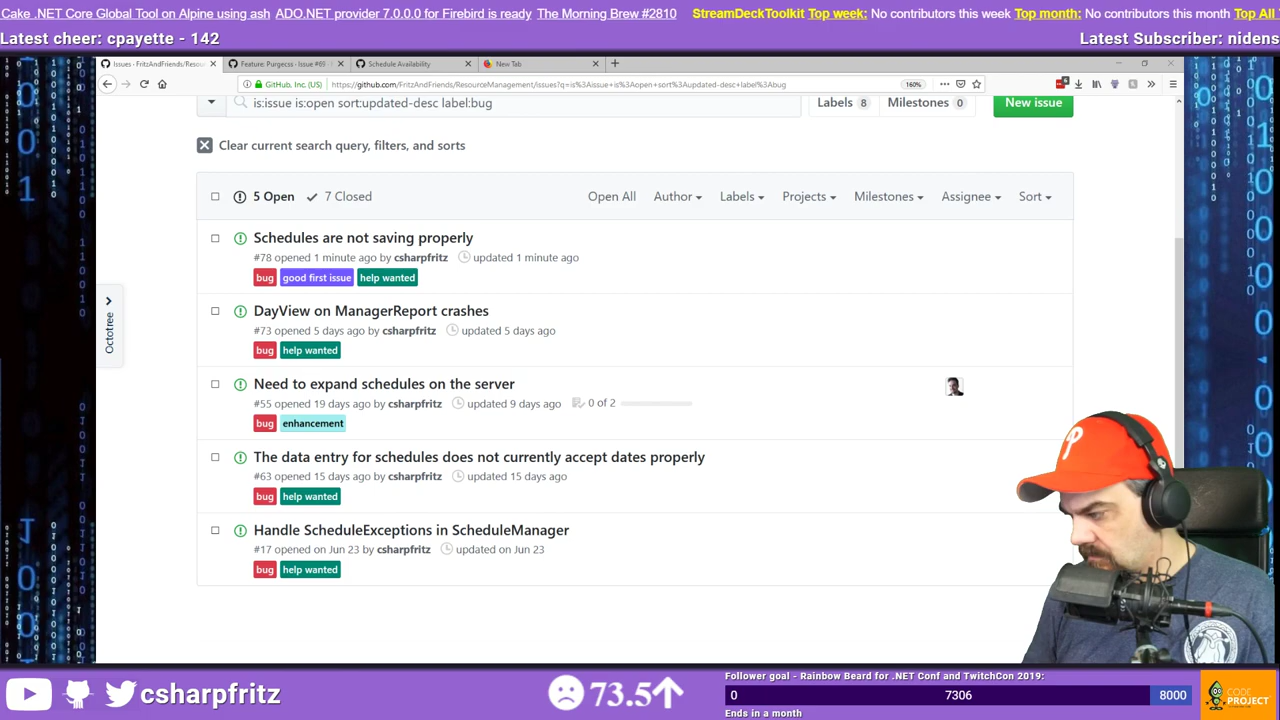 Cake .NET Core Global Tool on Alpine using ash ADO.NET provider 7.0.0.0 for Firebird is ready The Morning Brew #2810 StreamDeckToolkit Top week: No contributors this week Top month: No contributors this month Top All
Latest cheer: cpayette - 142
Latest Subscriber: nidens
Issues · FritzAndFriends/Resou
Feature: Purgecss · Issue #69
Schedule Availability
New Tab
GitHub, Inc. (US)
https://github.com/FritzAndFriends/ResourceManagement/issues?q=is%3Aissue+is%3Aopen+sort%3Aupdated-desc+label%3Abug
160%
is:issue is:open sort:updated-desc label:bug
Labels 8
Milestones 0
New issue
Clear current search query, filters, and sorts
5 Open
7 Closed
Open All
Author
Labels
Projects
Milestones
Assignee
Sort
Schedules are not saving properly
#78 opened 1 minute ago by csharpfritz updated 1 minute ago
bug good first issue help wanted
DayView on ManagerReport crashes
#73 opened 5 days ago by csharpfritz updated 5 days ago
bug help wanted
Octotree
Need to expand schedules on the server
#55 opened 19 days ago by csharpfritz updated 9 days ago 0 of 2
bug enhancement
The data entry for schedules does not currently accept dates properly
#63 opened 15 days ago by csharpfritz updated 15 days ago
bug help wanted
Handle ScheduleExceptions in ScheduleManager
#17 opened on Jun 23 by csharpfritz updated on Jun 23
bug help wanted
csharpfritz
73.5
Follower goal - Rainbow Beard for .NET Conf and TwitchCon 2019:
0
7306
8000
Ends in a month
CODE
PROJECT